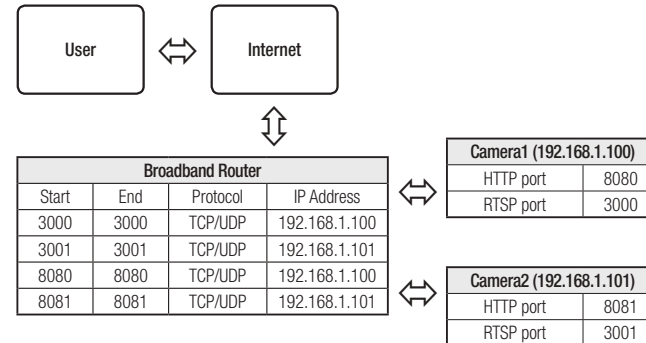 User
Internet
Broadband Router
Start End Protocol IP Address
3000 3000 TCP/UDP 192.168.1.100
3001 3001 TCP/UDP 192.168.1.101
8080 8080 TCP/UDP 192.168.1.100
8081 8081 TCP/UDP 192.168.1.101
Camera1 (192.168.1.100)
HTTP port 8080
RTSP port 3000
Camera2 (192.168.1.101)
HTTP port 8081
RTSP port 3001